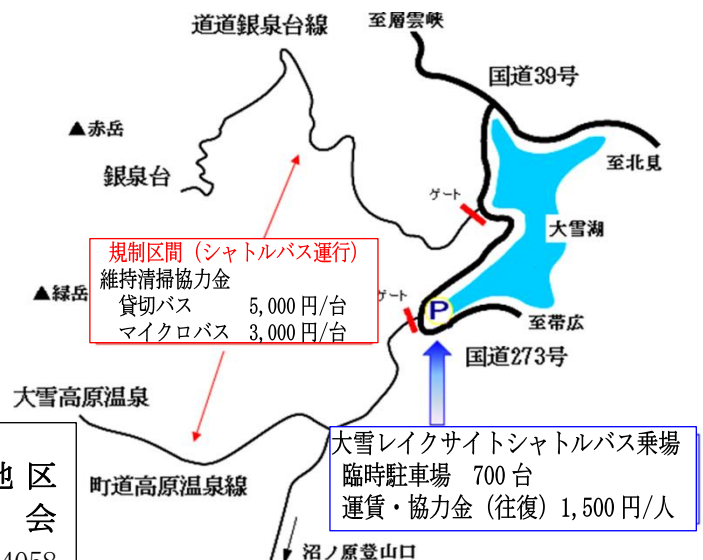 至層雲峡
道道銀泉台線
国道39号
▲赤岳
至北見
銀泉台
ゲート
大雪湖
規制区間（シャトルバス運行）
維持清掃協力金
貸切バス 5,000円/台
マイクロバス 3,000円/台
▲緑岳
ゲート
P
至帯広
国道273号
大雪高原温泉
大雪レイクサイトシャトルバス乗場
臨時駐車場 700台
運賃・協力金（往復）1,500円/人
町道高原温泉線
地区
会
4058
沼ノ原登山口